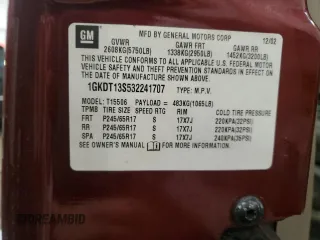 GM
MFD BY GENERAL MOTORS CORP 12/02
GVWR GAWR FRT GAWR RR
2608KG(5750LB) 1338KG(2950LB) 1452KG(3200LB)
THIS VEHICLE CONFORMS TO ALL APPLICABLE U.S. FEDERAL MOTOR
VEHICLE SAFETY AND THEFT PREVENTION STANDARDS IN EFFECT ON
THE DATE OF MANUFACTURE SHOWN ABOVE.
1GKDT13S532241707 TYPE: M.P.V.
MODEL: T15506 PAYLOAD = 483KG(1065LB)
TPMB TIRE SIZE SPEED RTG RIM COLD TIRE PRESSURE
FRT P245/65R17 S 17X7J 220KPA(32PSI)
RR P245/65R17 S 17X7J 220KPA(32PSI)
SPA P245/65R17 S 17X7J 240KPA(35PSI)
SEE OWNER'S MANUAL FOR MORE INFORMATION.
DREAMBID